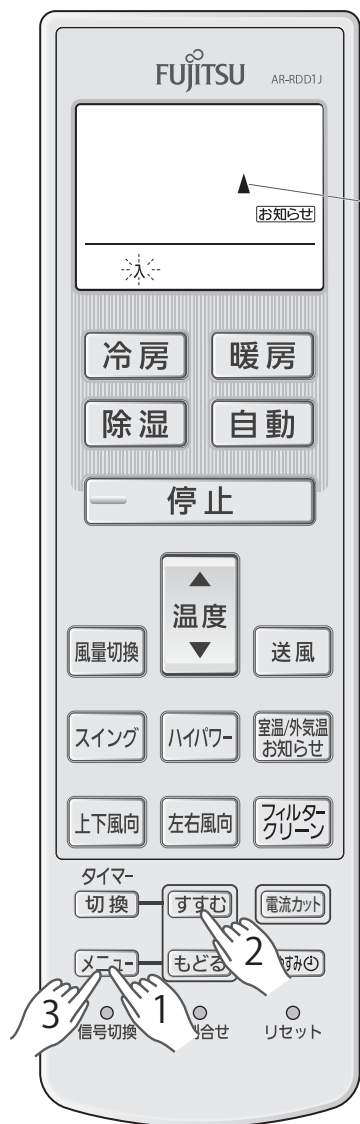 FUJITSU AR-RDD1J
お知らせ
入
冷房 暖房
除湿 自動
停止
温度
風量切換 送風
スイング ハイパワー 室温/外気温
お知らせ
上下風向 左右風向 フィルター
クリーン
タイマー
切換 すすむ 電流カット
メニュー もどる
2
3 1
信号切換 リセット